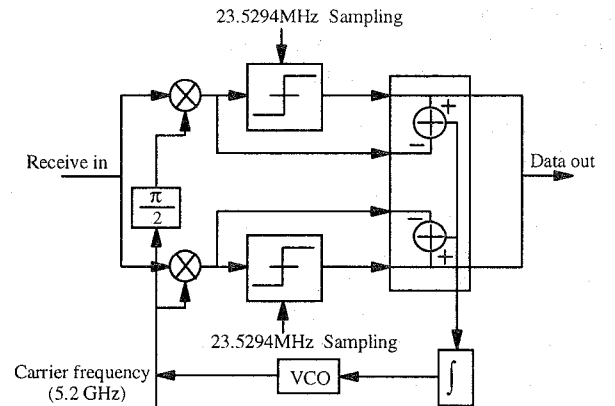 23.5294MHz Sampling
Receive in
π
2
+
−
Data out
−
+
23.5294MHz Sampling
Carrier frequency
(5.2 GHz)
VCO
∫